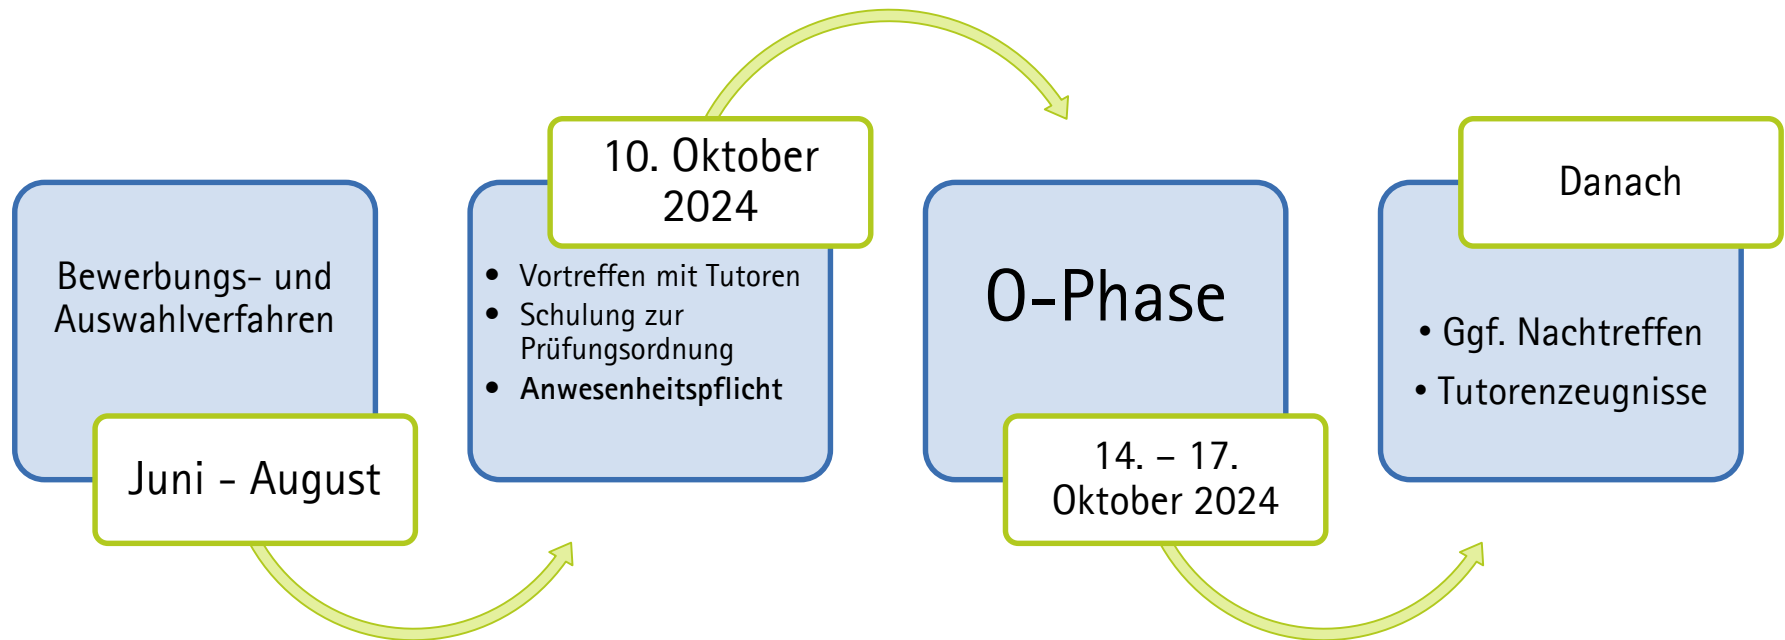 Bewerbungs- und
Auswahlverfahren
Juni - August
10. Oktober
2024
• Vortreffen mit Tutoren
• Schulung zur
Prüfungsordnung
• Anwesenheitspflicht
O-Phase
14. – 17.
Oktober 2024
Danach
• Ggf. Nachtreffen
• Tutorenzeugnisse